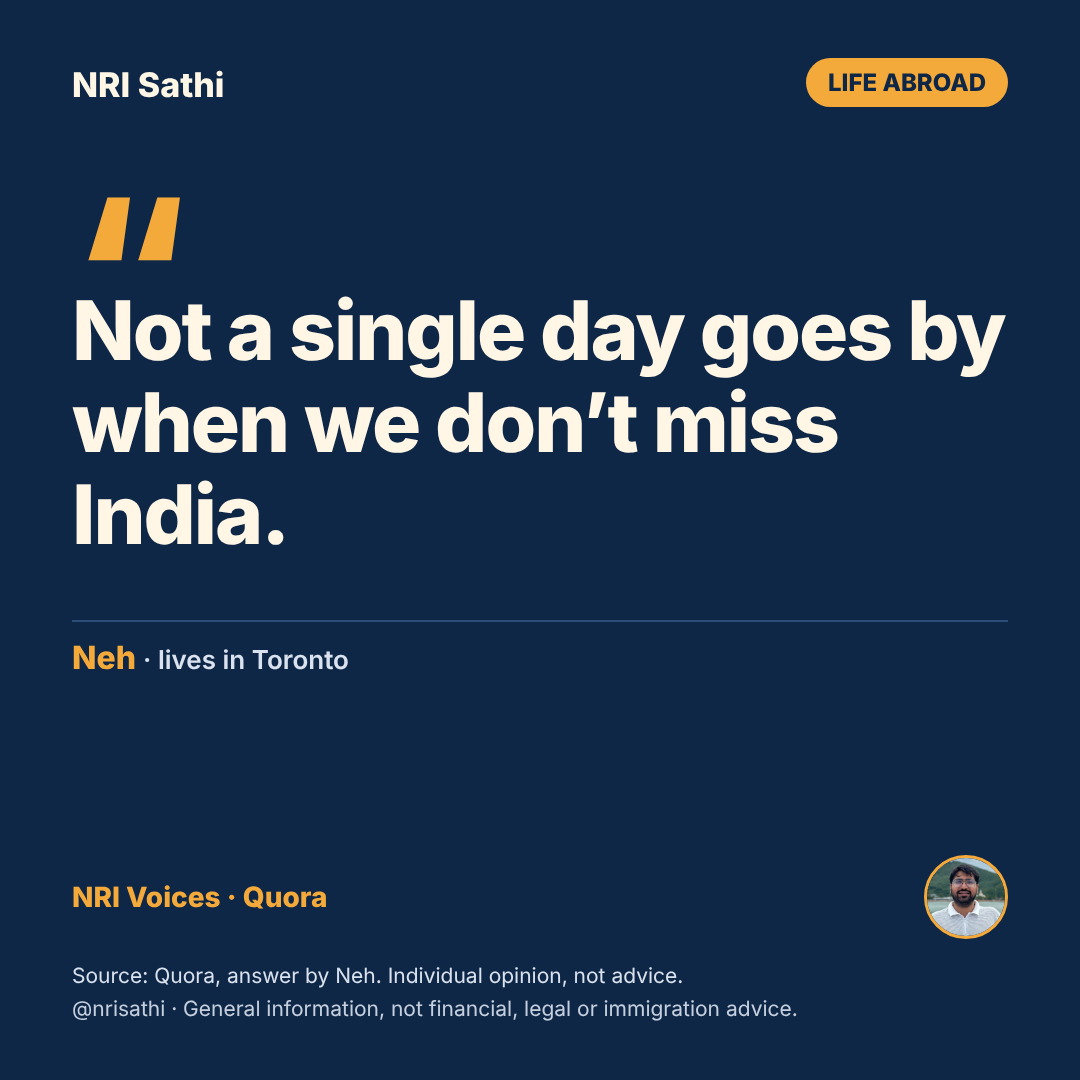 NRI Sathi
LIFE ABROAD
“
Not a single day goes by
when we don’t miss
India.
Neh · lives in Toronto
NRI Voices · Quora
Source: Quora, answer by Neh. Individual opinion, not advice.
@nrisathi · General information, not financial, legal or immigration advice.